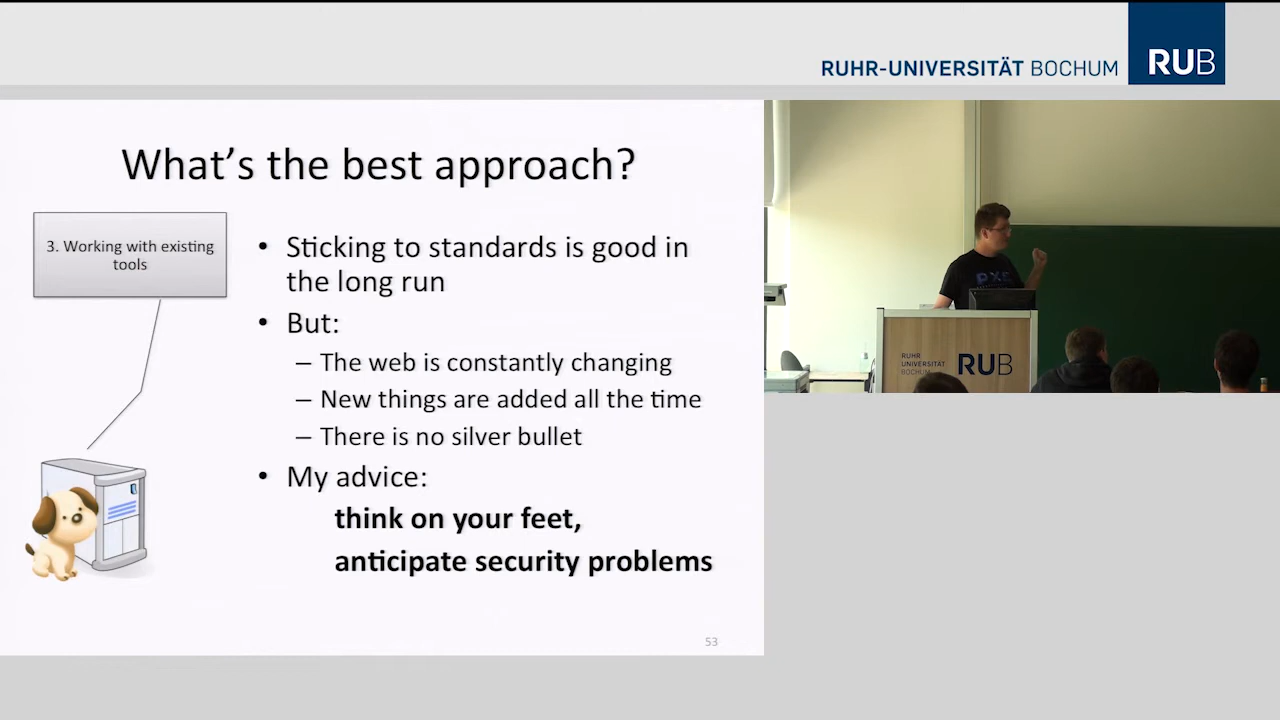 RUHR-UNIVERSITÄT BOCHUM
RUB
What's the best approach?
3. Working with existing
tools
• Sticking to standards is good in
the long run
• But:
– The web is constantly changing
– New things are added all the time
– There is no silver bullet
• My advice:
think on your feet,
anticipate security problems
53
RUHR
UNIVERSITÄT
BOCHUM
RUB